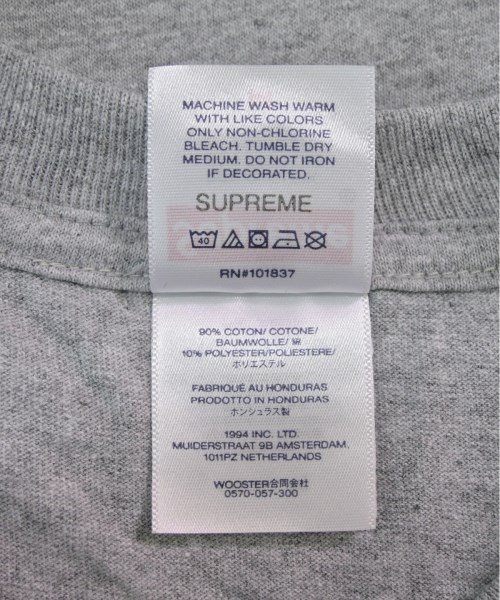 MACHINE WASH WARM
WITH LIKE COLORS
ONLY NON-CHLORINE
BLEACH. TUMBLE DRY
MEDIUM. DO NOT IRON
IF DECORATED.
SUPREME
40
RN#101837
90% COTON/ COTONE/
BAUMWOLLE/ 綿
10% POLYESTER/POLIESTERE/
ポリエステル
FABRIQUÉ AU HONDURAS
PRODOTTO IN HONDURAS
ホンジュラス製
1994 INC. LTD.
MUIDERSTRAAT 9B AMSTERDAM.
1011PZ NETHERLANDS
WOOSTER合同会社
0570-057-300